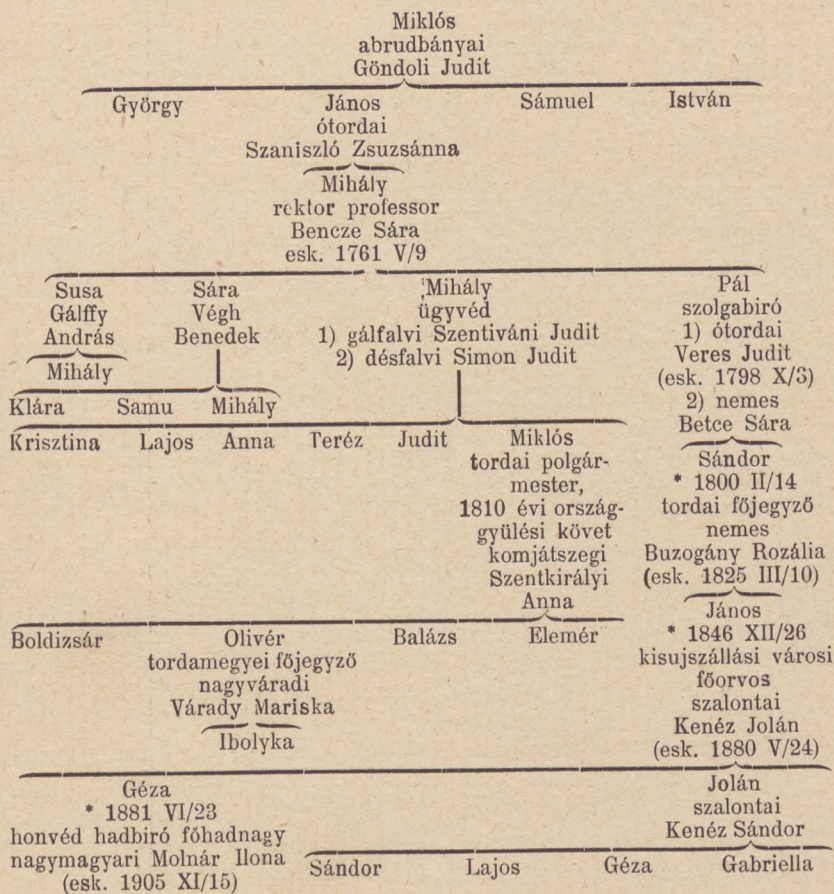 Miklós
abrudbányai
Göndoli Judit
György János Sámuel István
ótordai
Szaniszló Zsuzsánna
Mihály
rektor professor
Bencze Sára
esk. 1761 V/9
Susa
Gálffy
András
Mihály
Sára
Végh
Benedek
Klára Samu Mihály
Mihály
ügyvéd
1) gálfalvi Szentiváni Judit
2) désfalvi Simon Judit
Krisztina Lajos Anna Teréz Judit Miklós
tordai polgár-
mester,
1810 évi ország-
gyülési követ
komjátszegi
Szentkirályi
Anna
Boldizsár Olivér Balázs Elemér
tordamegyei főjegyző
nagyváradi
Várady Mariska
Ibolyka
Pál
szolgabiró
1) ótordai
Veres Judit
(esk. 1798 X/3)
2) nemes
Betce Sára
Sándor
* 1800 II/14
tordai főjegyző
nemes
Buzogány Rozália
(esk. 1825 III/10)
János
* 1846 XII/26
kisujszállási városi
főorvos
szalontai
Kenéz Jolán
(esk. 1880 V/24)
Géza
* 1881 VI/23
honvéd hadbiró főhadnagy
nagymagyari Molnár Ilona
(esk. 1905 XI/15)
Jolán
szalontai
Kenéz Sándor
Sándor Lajos Géza Gabriella